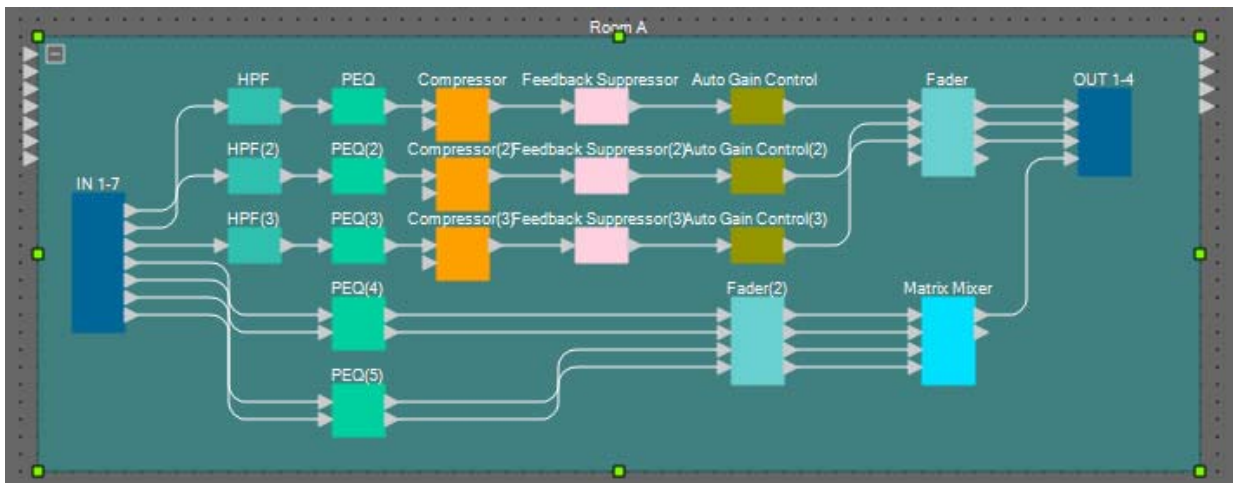 Room A
HPF PEQ Compressor Feedback Suppressor Auto Gain Control Fader OUT 1-4
HPF(2) PEQ(2) Compressor(2) Feedback Suppressor(2) Auto Gain Control(2)
IN 1-7
HPF(3) PEQ(3) Compressor(3) Feedback Suppressor(3) Auto Gain Control(3)
PEQ(4) Fader(2) Matrix Mixer
PEQ(5)